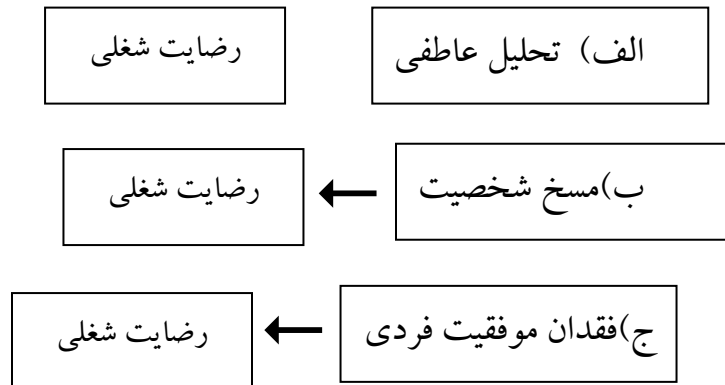 الف) تحلیل عاطفی
رضایت شغلی
ب)مسخ شخصیت
رضایت شغلی
ج)فقدان موفقیت فردی
رضایت شغلی